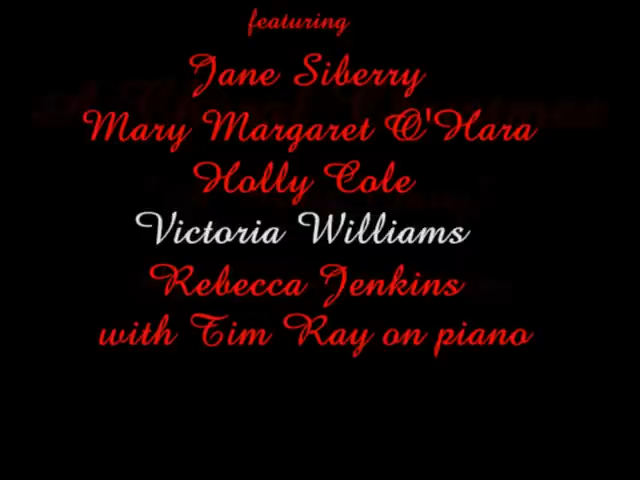 featuring
Jane Siberry
Mary Margaret O'Hara
Holly Cole
Victoria Williams
Rebecca Jenkins
with Tim Ray on piano